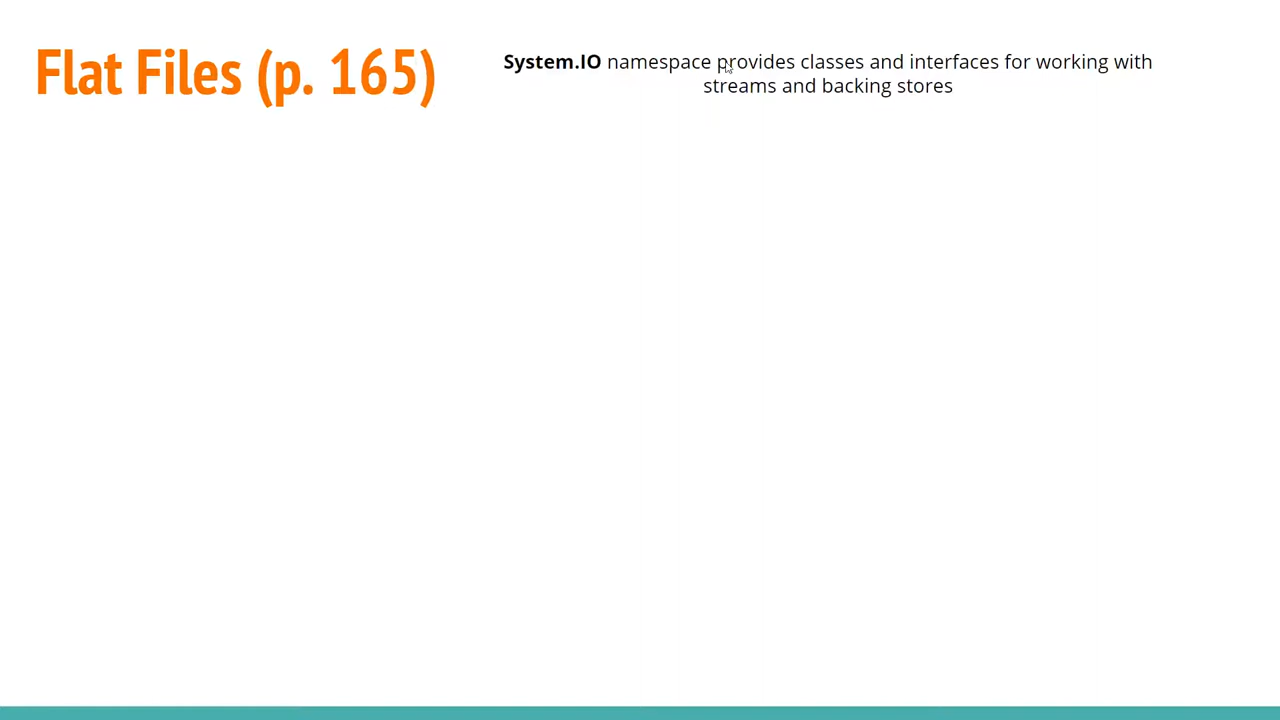 Flat Files (p. 165)
System.IO namespace provides classes and interfaces for working with
streams and backing stores